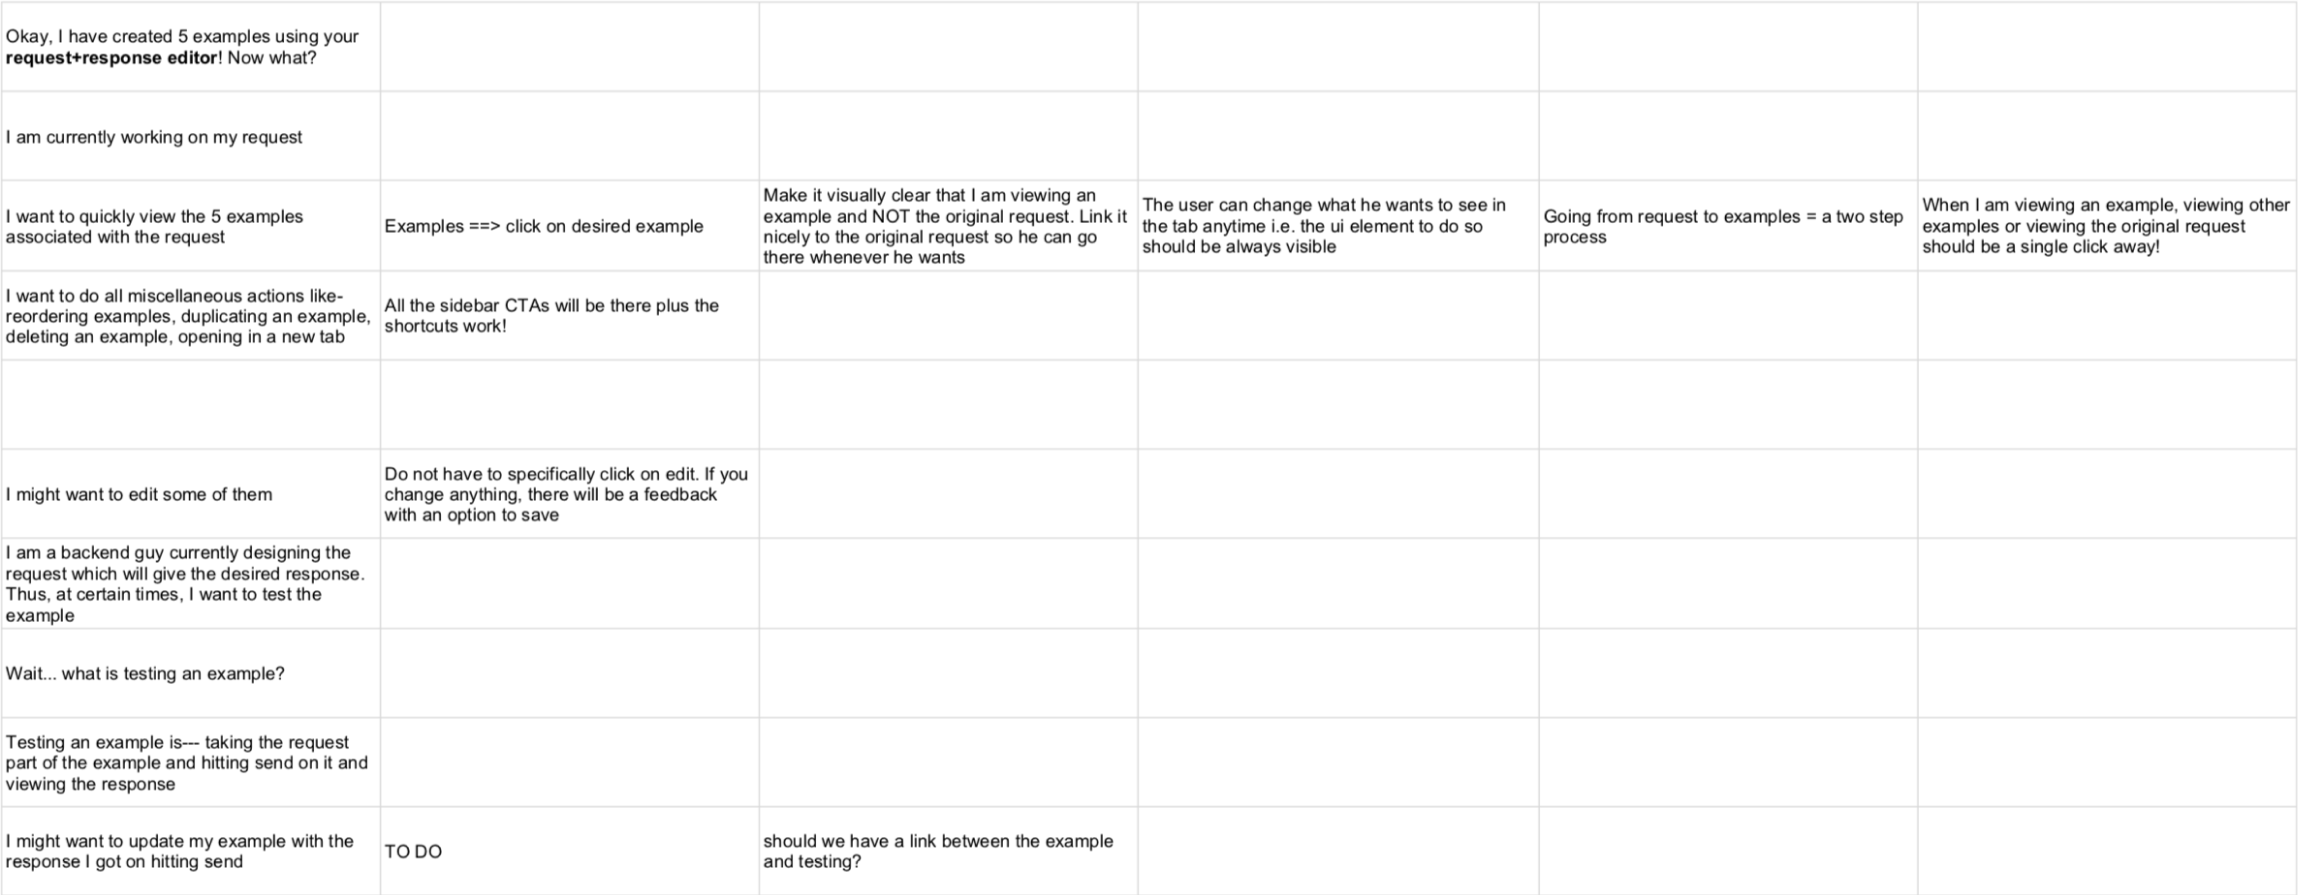 Okay, I have created 5 examples using your
request+response editor! Now what?
I am currently working on my request
I want to quickly view the 5 examples
associated with the request
Examples ==> click on desired example
Make it visually clear that I am viewing an
example and NOT the original request. Link it
nicely to the original request so he can go
there whenever he wants
The user can change what he wants to see in
the tab anytime i.e. the ui element to do so
should be always visible
Going from request to examples = a two step
process
When I am viewing an example, viewing other
examples or viewing the original request
should be a single click away!
I want to do all miscellaneous actions like-
reordering examples, duplicating an example,
deleting an example, opening in a new tab
All the sidebar CTAs will be there plus the
shortcuts work!
I might want to edit some of them
Do not have to specifically click on edit. If you
change anything, there will be a feedback
with an option to save
I am a backend guy currently designing the
request which will give the desired response.
Thus, at certain times, I want to test the
example
Wait... what is testing an example?
Testing an example is--- taking the request
part of the example and hitting send on it and
viewing the response
I might want to update my example with the
response I got on hitting send
TO DO
should we have a link between the example
and testing?